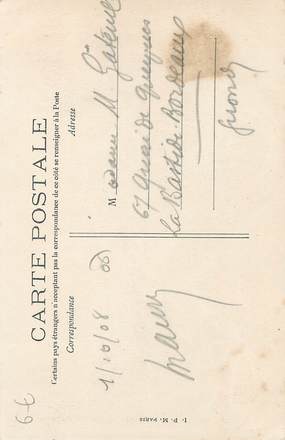 CARTE POSTALE
Certains pays étrangers n'acceptant pas la correspondance de ce côté se renseigner à la Poste
Correspondance
Adresse
1/10/08
Madame M
67 Quai de Queyries
La Bastide-Bordeaux
Gironde
I. P. M. PARIS
6€